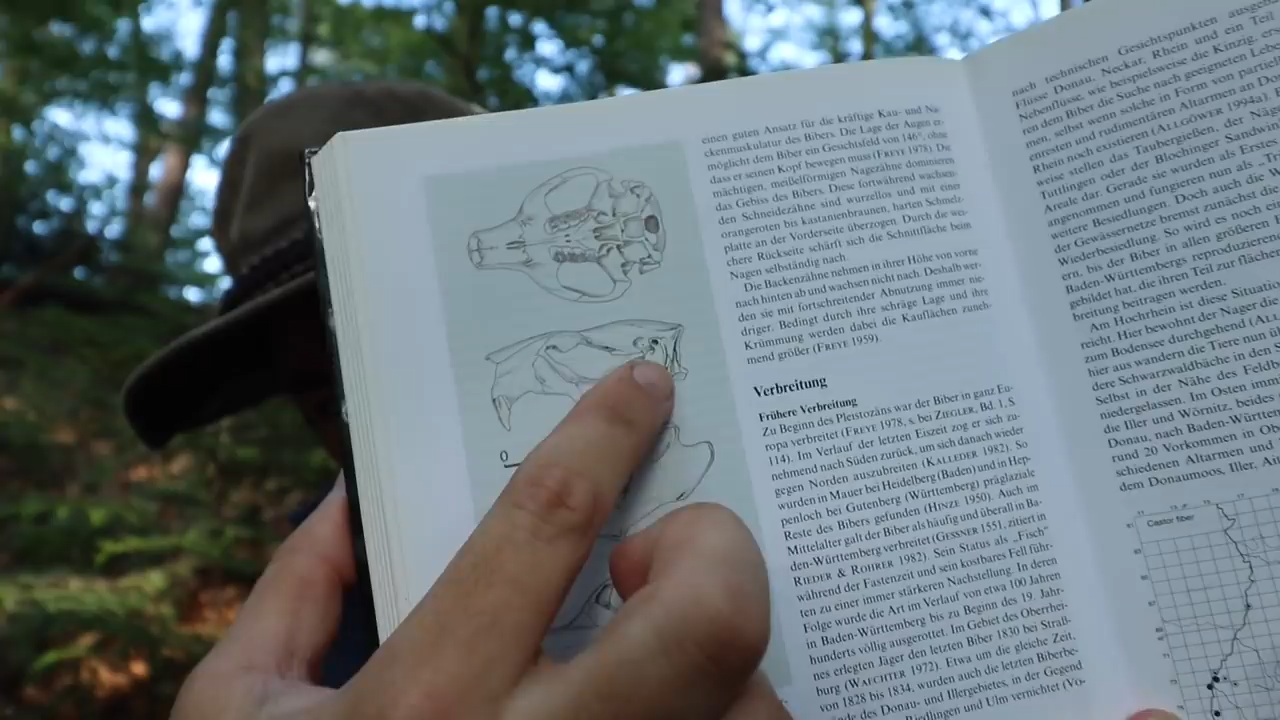 0
einen guten Ansatz für die kräftige Kau- und Na-
ckenmuskulatur des Bibers. Die Lage der Augen er-
möglicht dem Biber ein Gesichtsfeld von 146°, ohne
dass er seinen Kopf bewegen muss (FREYE 1978). Die
mächtigen, meißelförmigen Nagezähne dominieren
das Gebiss des Bibers. Diese fortwährend wachsen-
den Schneidezähne sind wurzellos und mit einer
orangeroten bis kastanienbraunen, harten Schmelz-
platte an der Vorderseite überzogen. Durch die wei-
chere Rückseite schärft sich die Schnittfläche beim
Nagen selbständig nach.
Die Backenzähne nehmen in ihrer Höhe von vorne
nach hinten ab und wachsen nicht nach. Deshalb wer-
den sie mit fortschreitender Abnutzung immer nie-
driger. Bedingt durch ihre schräge Lage und ihre
Krümmung werden dabei die Kauflächen zuneh-
mend größer (FREYE 1959).
Verbreitung
Frühere Verbreitung
Zu Beginn des Pleistozäns war der Biber in ganz Eu-
ropa verbreitet (FREYE 1978, s. bei ZIEGLER, Bd. 1, S.
114). Im Verlauf der letzten Eiszeit zog er sich zu-
nehmend nach Süden zurück, um sich danach wieder
gegen Norden auszubreiten (KALLEDER 1982). So
wurden in Mauer bei Heidelberg (Baden) und in Hep-
penloch bei Gutenberg (Württemberg) präglaziale
Reste des Bibers gefunden (HINZE 1950). Auch im
Mittelalter galt der Biber als häufig und überall in Ba-
den-Württemberg verbreitet (GESSNER 1551, zitiert in
RIEDER & ROHRER 1982). Sein Status als „Fisch“
während der Fastenzeit und sein kostbares Fell führ-
ten zu einer immer stärkeren Nachstellung. In deren
Folge wurde die Art im Verlauf von etwa 100 Jahren
in Baden-Württemberg bis zu Beginn des 19. Jahr-
hunderts völlig ausgerottet. Im Gebiet des Oberrhei-
nes erlegten Jäger den letzten Biber 1830 bei Straß-
burg (WAECHTER 1972). Etwa um die gleiche Zeit,
von 1828 bis 1834, wurden auch die letzten Biberbe-
des Donau- und Illergebietes, in der Gegend
Riedlingen und Ulm vernichtet (Vo-
nach technischen Gesichtspunkten
Flüsse Donau, Neckar, Rhein und ein Teil
Nebenflüsse, wie beispielsweise die Kinzig,
ren dem Biber die Suche nach geeigneten
men, selbst wenn solche in Form von
enresten und rudimentären Altarmen an
Rhein noch existieren (ALLGÖWER 1994a).
weise stellen das Taubergießen, der
Tuttlingen oder der Blochinger
Areale dar. Gerade sie wurden als Erstes
angenommen und fungieren nun als
weitere Besiedlungen. Doch auch die
der Gewässernetze bremst zunächst die
Wiederbesiedlung. So wird es noch
ern, bis der Biber in allen größeren
Baden-Württembergs
gebildet hat, die ihren Teil zur
breitung beitragen werden.
Am Hochrhein ist diese
reicht. Hier bewohnt der Nager die
zum Bodensee durchgehend
hier aus wandern die Tiere nun
dere Schwarzwaldbäche in den
Selbst in der Nähe des
niedergelassen. Im Osten
die Iller und Wörnitz, beides
Donau, nach
rund 20 Vorkommen in
schiedenen Altarmen und
dem Donaumoos, Iller,
Castor fiber